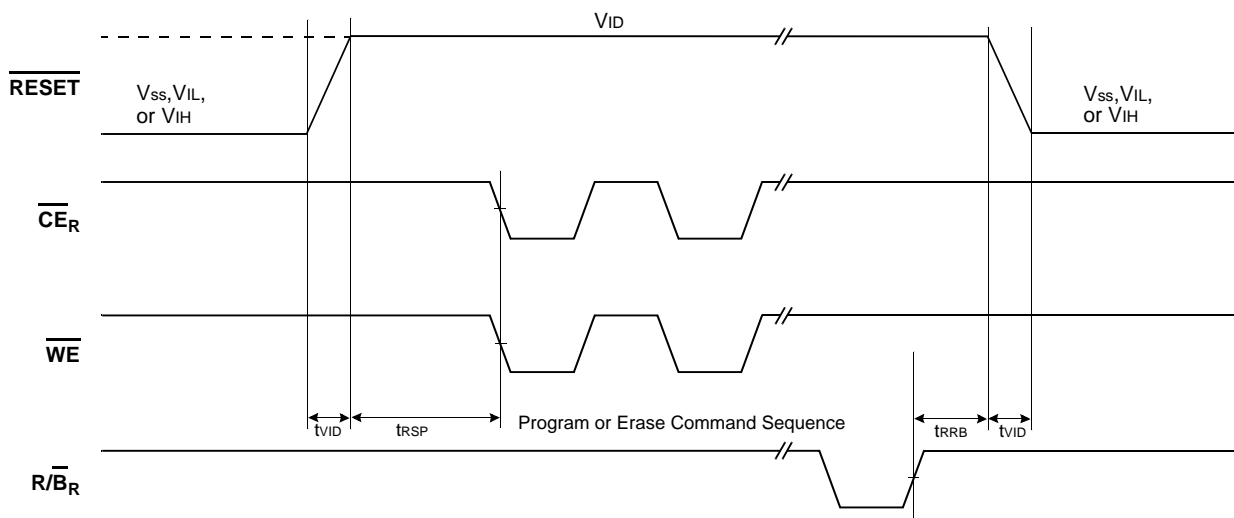 VID
RESET
Vss,VIL,
or VIH
Vss,VIL,
or VIH
CER
WE
Program or Erase Command Sequence
tVID
tRSP
tRRB
tVID
R/BR